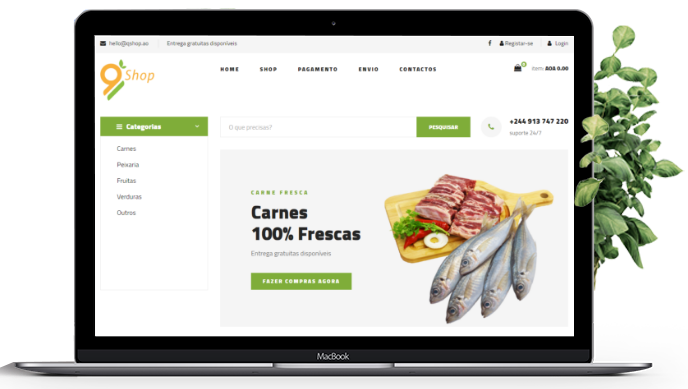 hello@qshop.ao
Entrega gratuitas disponíveis
Registar-se
Login
Shop
HOME
SHOP
PAGAMENTO
ENVIO
CONTACTOS
0
item: AOA 0.00
Categories
O que precisas?
PESQUISAR
+244 913 747 220
suporte 24/7
Carnes
Peixaria
Fruitas
Verduras
Outros
CARNE FRESCA
Carnes
100% Frescas
Entrega gratuitas disponíveis
FAZER COMPRAS AGORA
MacBook